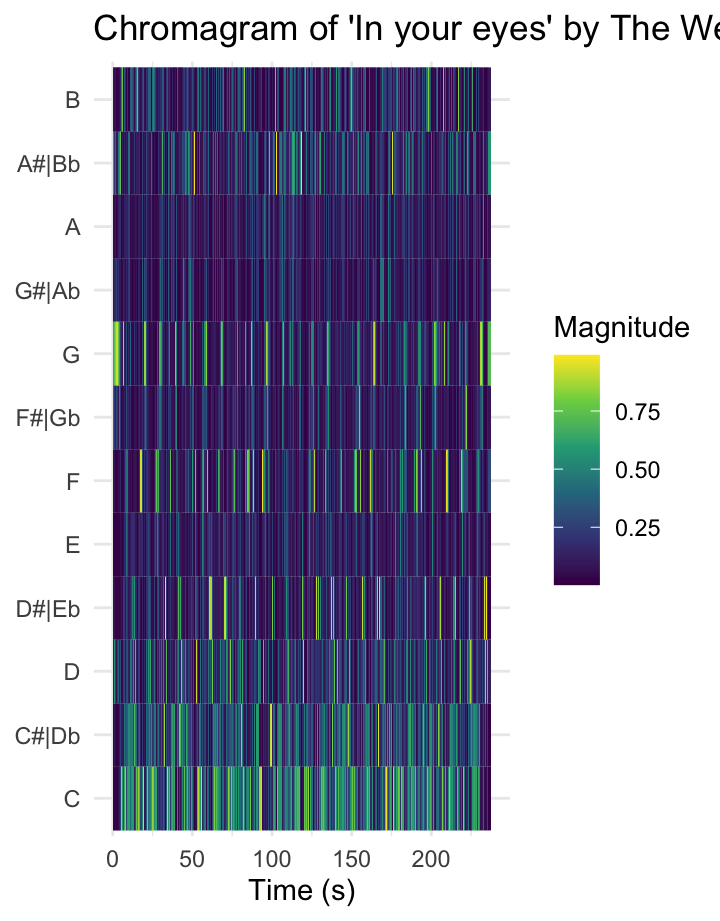 Chromagram of 'In your eyes' by The We
B
A#|Bb
A
G#|Ab
G
F#|Gb
F
E
D#|Eb
D
C#|Db
C
0 50 100 150 200
Time (s)
Magnitude
0.75
0.50
0.25